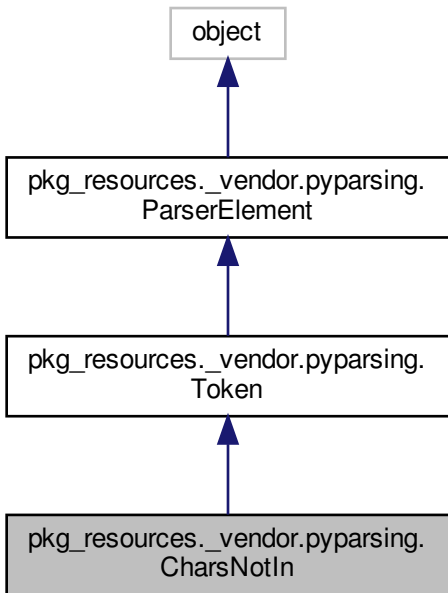 object
pkg_resources._vendor.pyparsing.
ParserElement
pkg_resources._vendor.pyparsing.
Token
pkg_resources._vendor.pyparsing.
CharsNotIn